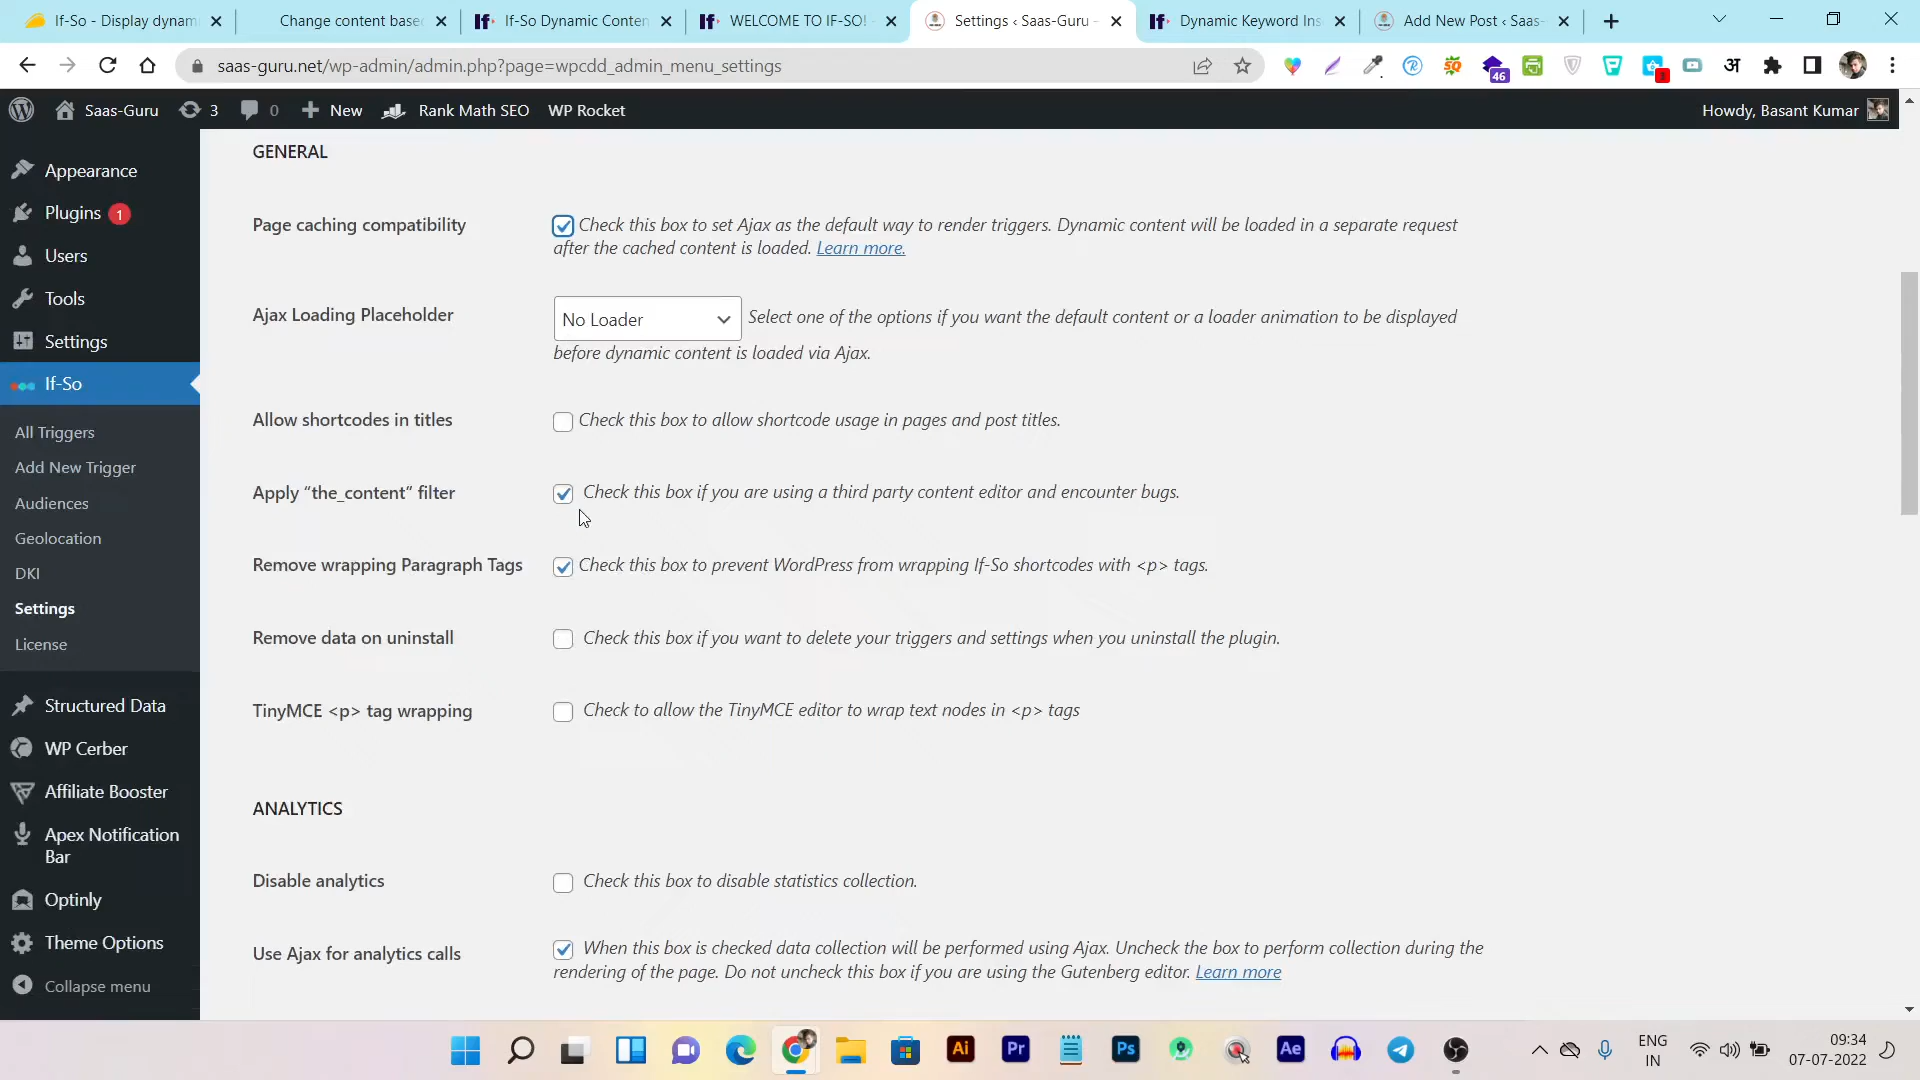 If-So - Display dynam
Change content base
If-So Dynamic Conten
WELCOME TO IF-SO! -
Settings ‹ Saas-Guru -
Dynamic Keyword Ins
Add New Post ‹ Saas-
saas-guru.net/wp-admin/admin.php?page=wpcdd_admin_menu_settings
46
अ
Saas-Guru
3
0
New
Rank Math SEO
WP Rocket
Howdy, Basant Kumar
Appearance
Plugins 1
Users
Tools
Settings
If-So
All Triggers
Add New Trigger
Audiences
Geolocation
DKI
Settings
License
Structured Data
WP Cerber
Affiliate Booster
Apex Notification
Bar
Optinly
Theme Options
Collapse menu
GENERAL
Page caching compatibility
Check this box to set Ajax as the default way to render triggers. Dynamic content will be loaded in a separate request
after the cached content is loaded. Learn more.
Ajax Loading Placeholder
No Loader
Select one of the options if you want the default content or a loader animation to be displayed
before dynamic content is loaded via Ajax.
Allow shortcodes in titles
Check this box to allow shortcode usage in pages and post titles.
Apply “the_content” filter
Check this box if you are using a third party content editor and encounter bugs.
Remove wrapping Paragraph Tags
Check this box to prevent WordPress from wrapping If-So shortcodes with <p> tags.
Remove data on uninstall
Check this box if you want to delete your triggers and settings when you uninstall the plugin.
TinyMCE <p> tag wrapping
Check to allow the TinyMCE editor to wrap text nodes in <p> tags
ANALYTICS
Disable analytics
Check this box to disable statistics collection.
Use Ajax for analytics calls
When this box is checked data collection will be performed using Ajax. Uncheck the box to perform collection during the
rendering of the page. Do not uncheck this box if you are using the Gutenberg editor. Learn more
Ai
Pr
Ps
Ae
ENG
IN
09:34
07-07-2022